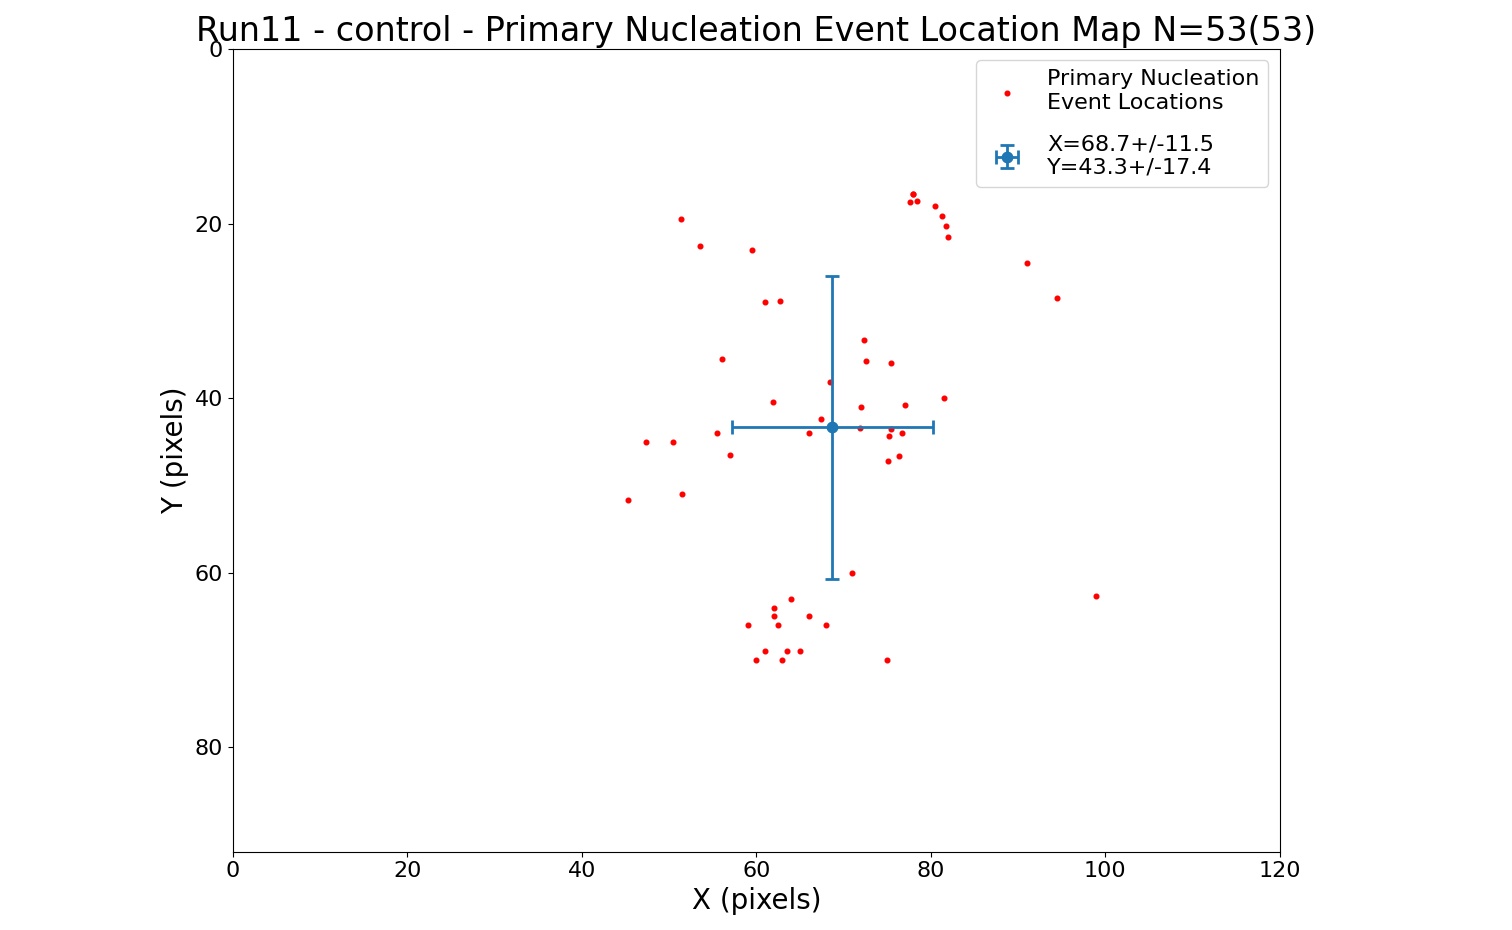 Run11 - control - Primary Nucleation Event Location Map N=53(53)
Primary Nucleation
Event Locations
X=68.7+/-11.5
Y=43.3+/-17.4
0
20
40
60
80
Y (pixels)
0
20
40
60
80
100
120
X (pixels)